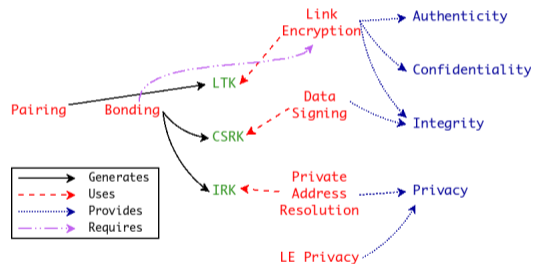 Link
Encryption
Authenticity
Confidentiality
LTK
Pairing
Bonding
Data
Signing
Integrity
CSRK
IRK
Private
Address
Resolution
Privacy
LE Privacy
Generates
Uses
Provides
Requires